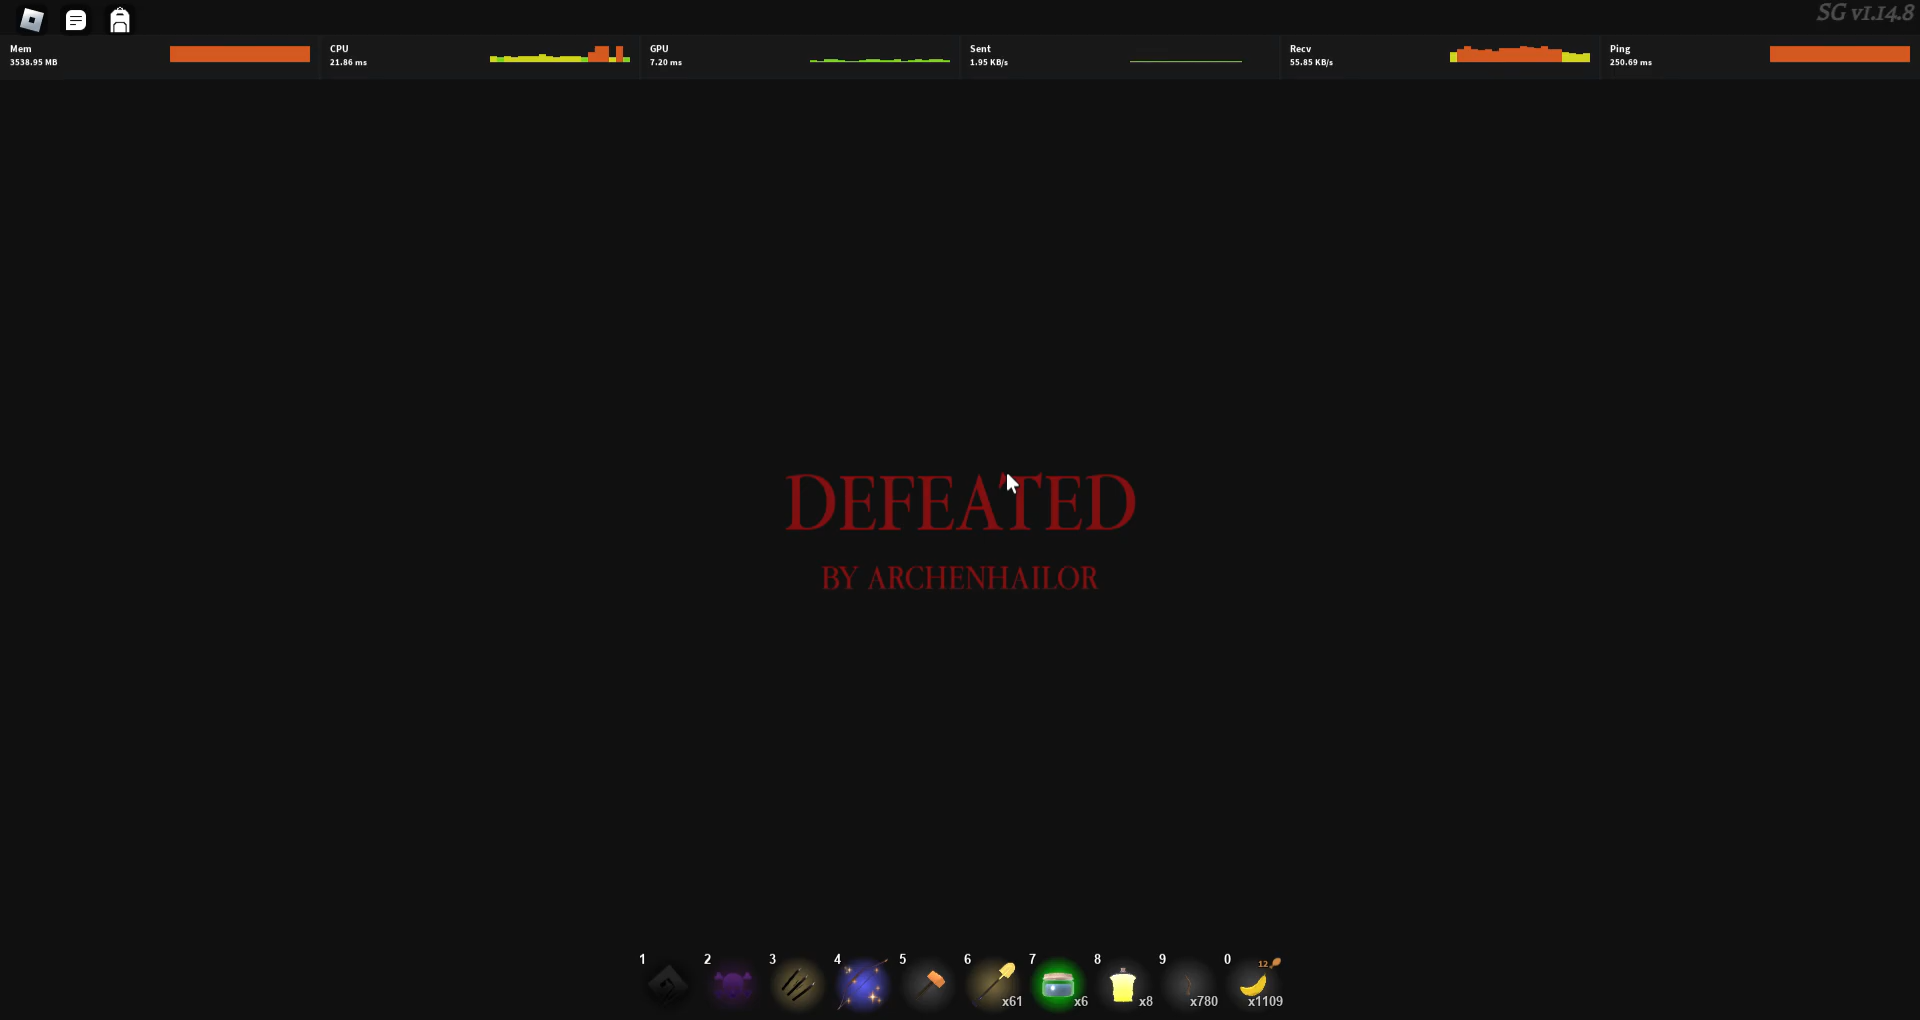 SG v1.14.8
Mem
3538.95 MB
CPU
21.86 ms
GPU
7.20 ms
Sent
1.95 KB/s
Recv
55.85 KB/s
Ping
250.69 ms
DEFEATED
BY ARCHENHAILOR
1 2 3 4 5 6 7 8 9 0
12
x61 x6 x8 x780 x1109